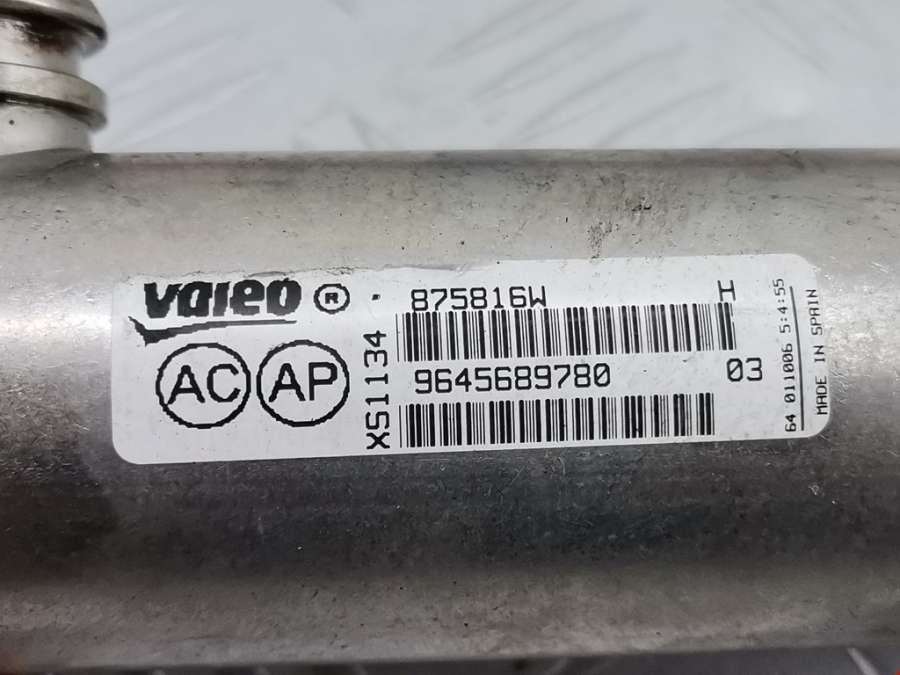 Valeo ® · 875816W H
AC AP
XS1134
9645689780 03
64 011006 5:4:55
MADE IN SPAIN